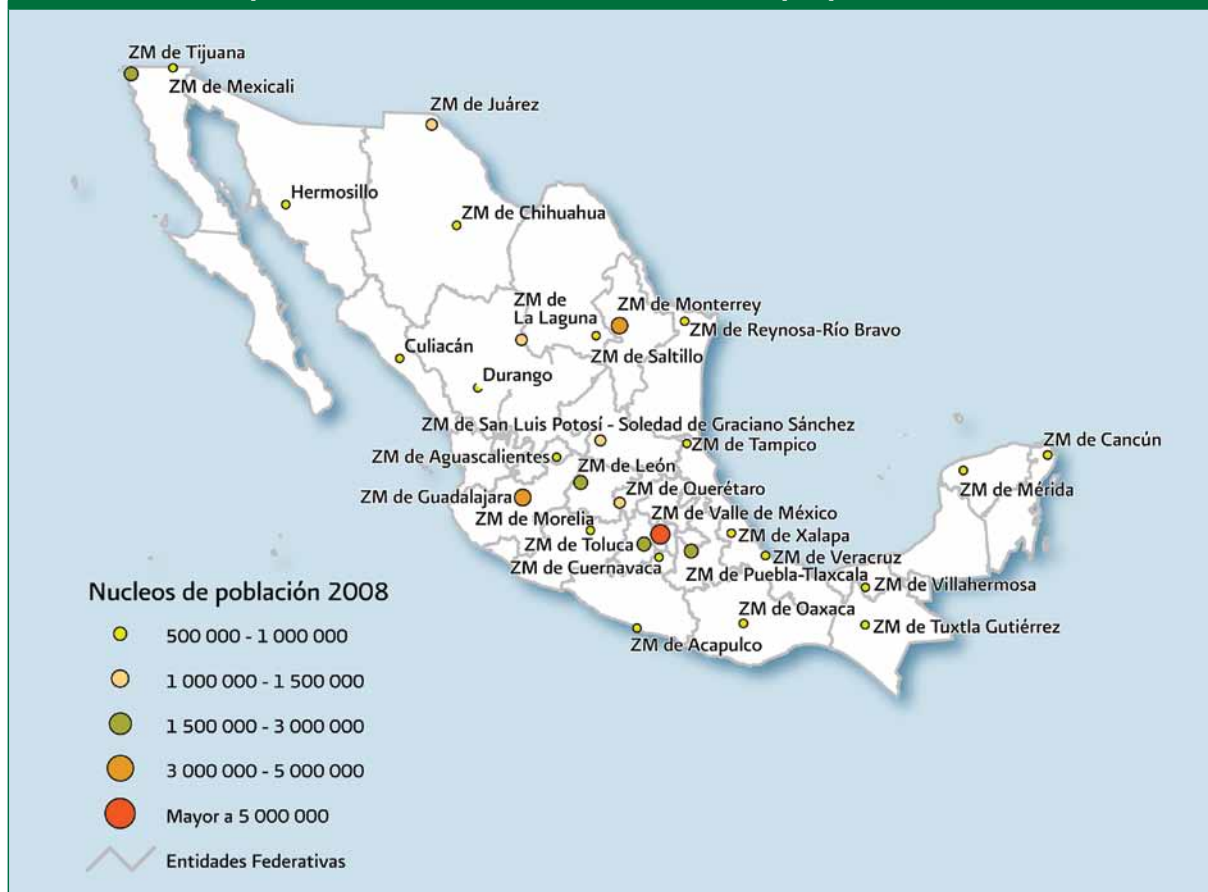 ZM de Tijuana
ZM de Mexicali
ZM de Juárez
Hermosillo
ZM de Chihuahua
ZM de
La Laguna
ZM de Monterrey
ZM de Reynosa-Río Bravo
ZM de Saltillo
Culiacán
Durango
ZM de San Luis Potosí - Soledad de Graciano Sánchez
ZM de Tampico
ZM de Cancún
ZM de Aguascalientes
ZM de León
ZM de Mérida
ZM de Querétaro
ZM de Guadalajara
ZM de Valle de México
ZM de Morelia
ZM de Xalapa
ZM de Toluca
ZM de Veracruz
ZM de Cuernavaca
ZM de Puebla-Tlaxcala
ZM de Villahermosa
ZM de Oaxaca
ZM de Tuxtla Gutiérrez
ZM de Acapulco
Nucleos de población 2008
500 000 - 1 000 000
1 000 000 - 1 500 000
1 500 000 - 3 000 000
3 000 000 - 5 000 000
Mayor a 5 000 000
Entidades Federativas